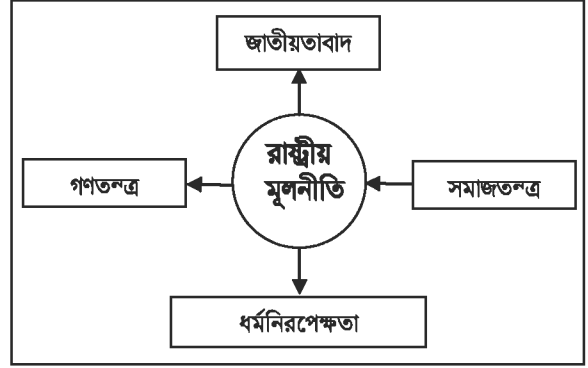 জাতীয়তাবাদ
রাষ্ট্রীয়
মূলনীতি
গণতন্ত্র
সমাজতন্ত্র
ধর্মনিরপেক্ষতা